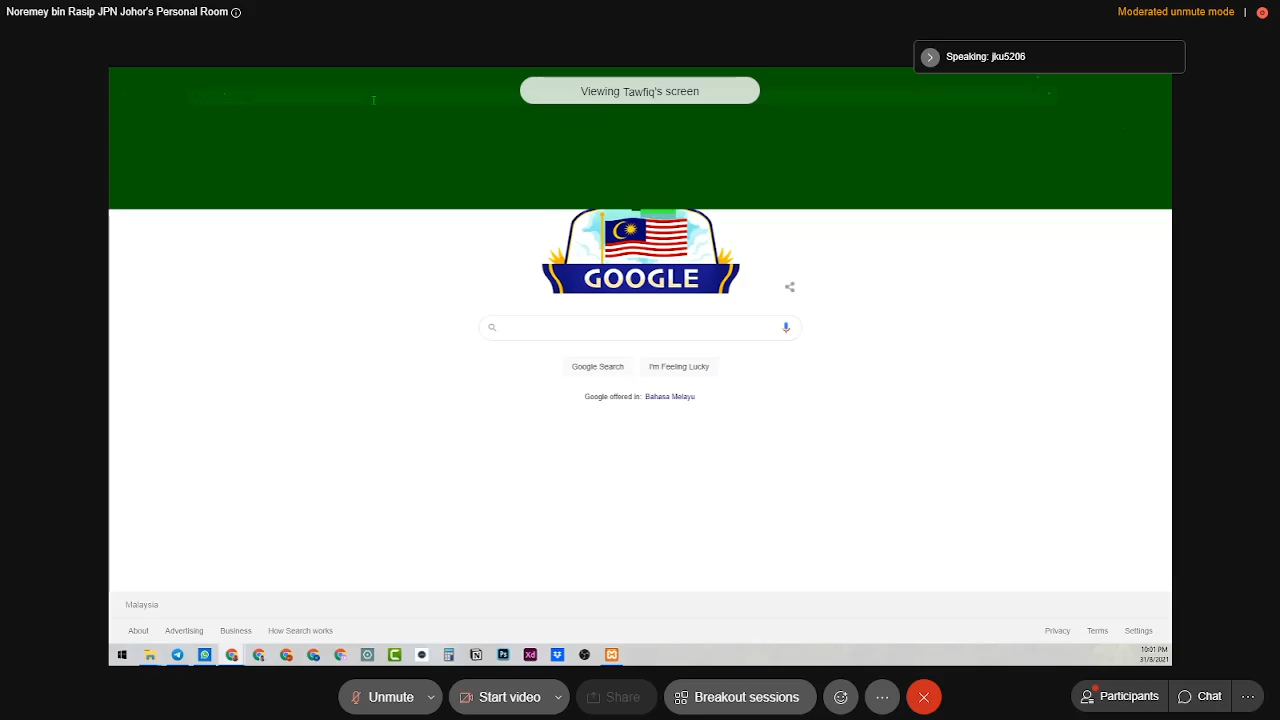 Noremey bin Rasip JPN Johor's Personal Room
Moderated unmute mode
Speaking: jku5206
Viewing Tawfiq's screen
GOOGLE
Google Search
I'm Feeling Lucky
Google offered in: Bahasa Melayu
Malaysia
About
Advertising
Business
How Search works
Privacy
Terms
Settings
Ps
Xd
10:01 PM
31/8/2021
Unmute
Start video
Share
Breakout sessions
Participants
Chat